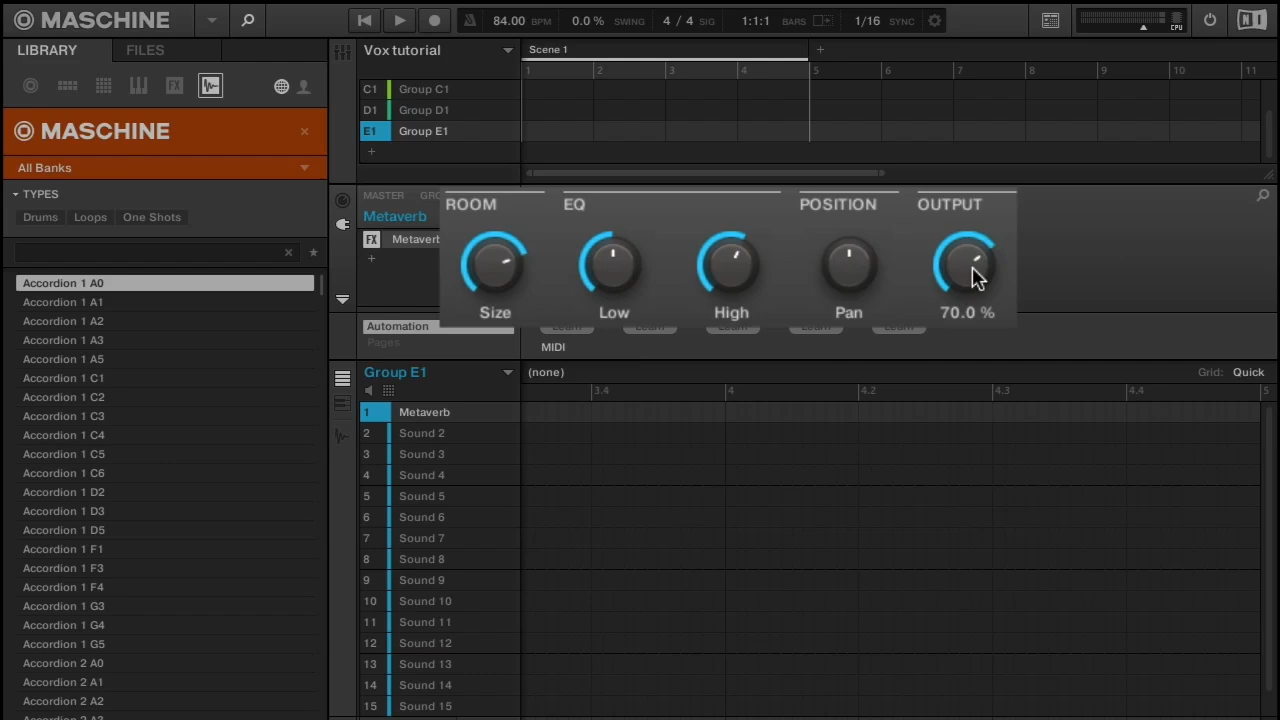 MASCHINE
84.00 BPM 0.0 % SWING 4 / 4 SIG 1:1:1 BARS 1/16 SYNC
CPU
LIBRARY FILES
FX
MASCHINE
All Banks
TYPES
Drums Loops One Shots
Accordion 1 A0
Accordion 1 A1
Accordion 1 A2
Accordion 1 A3
Accordion 1 A5
Accordion 1 C1
Accordion 1 C2
Accordion 1 C3
Accordion 1 C4
Accordion 1 C5
Accordion 1 C6
Accordion 1 D2
Accordion 1 D3
Accordion 1 D5
Accordion 1 F1
Accordion 1 F3
Accordion 1 F4
Accordion 1 G3
Accordion 1 G4
Accordion 1 G5
Accordion 2 A0
Accordion 2 A1
Accordion 2 A2
Vox tutorial
Scene 1
1 2 3 4 5 6 7 8 9 10 11
C1 Group C1
D1 Group D1
E1 Group E1
MASTER
Metaverb
FX Metaverb
ROOM EQ POSITION OUTPUT
Size Low High Pan 70.0 %
Automation
Pages
MIDI
Group E1
(none)
Grid: Quick
3.4 4 4.2 4.3 4.4 5
1 Metaverb
2 Sound 2
3 Sound 3
4 Sound 4
5 Sound 5
6 Sound 6
7 Sound 7
8 Sound 8
9 Sound 9
10 Sound 10
11 Sound 11
12 Sound 12
13 Sound 13
14 Sound 14
15 Sound 15